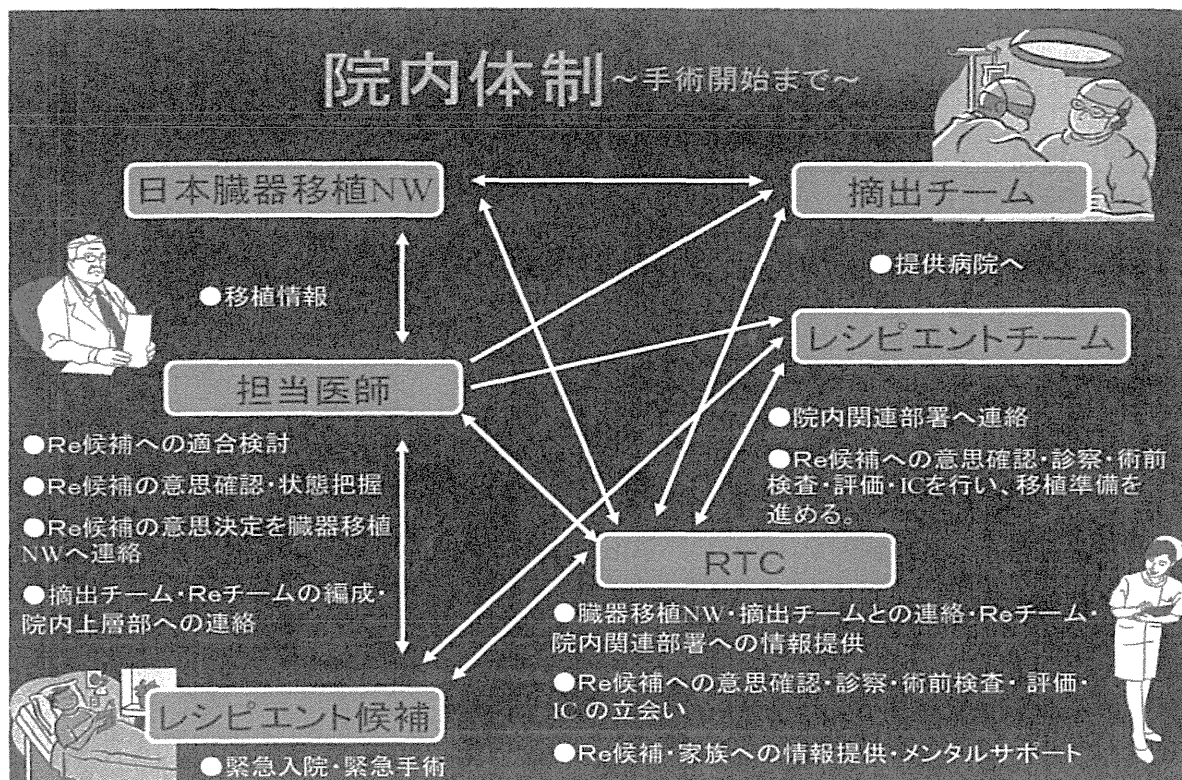 院内体制～手術開始まで～
日本臓器移植NW
摘出チーム
●提供病院へ
●移植情報
レシピエントチーム
担当医師
●院内関連部署へ連絡
●Re候補への意思確認・診察・術前
検査・評価・ICを行い、移植準備を
進める。
●Re候補への適合検討
●Re候補の意思確認・状態把握
●Re候補の意思決定を臓器移植
NWへ連絡
●摘出チーム・Reチームの編成・
院内上層部への連絡
RTC
●臓器移植NW・摘出チームとの連絡・Reチーム・
院内関連部署への情報提供
●Re候補への意思確認・診察・術前検査・評価・
ICの立会い
●Re候補・家族への情報提供・メンタルサポート
レシピエント候補
●緊急入院・緊急手術